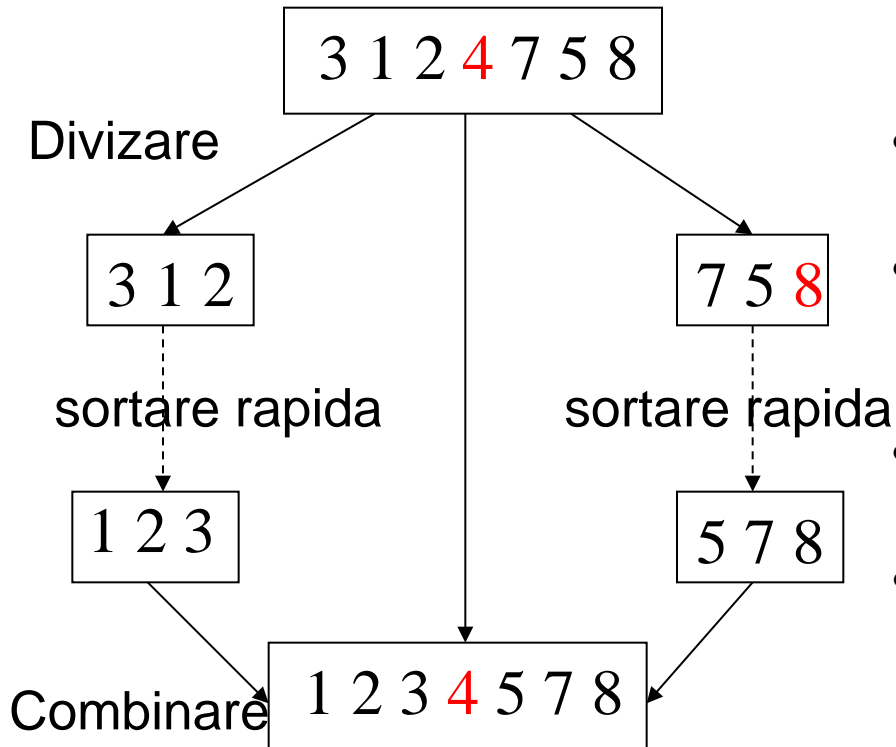 3 1 2 4 7 5 8
Divizare
3 1 2
7 5 8
sortare rapida
sortare rapida
1 2 3
5 7 8
1 2 3 4 5 7 8
Combinare